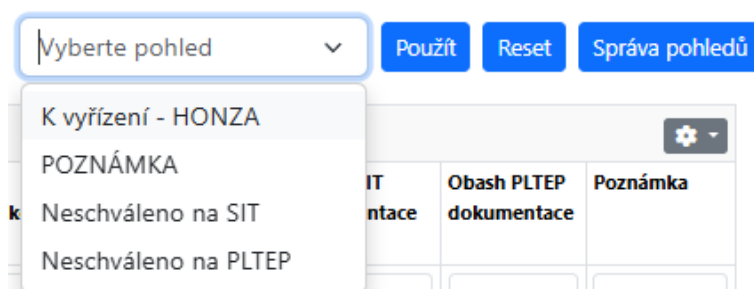 Vyberte pohled
Použít
Reset
Správa pohledů
K vyřízení - HONZA
POZNÁMKA
Neschváleno na SIT
Neschváleno na PLTEP
k
IT
ntace
Obash PLTEP
dokumentace
Poznámka